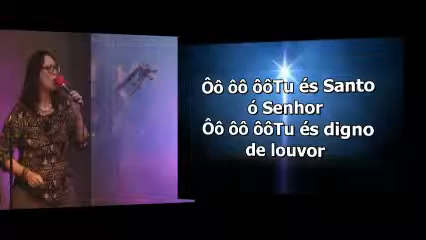 Ôô ôô ôôTu és Santo
ó Senhor
Ôô ôô ôôTu és digno
de louvor